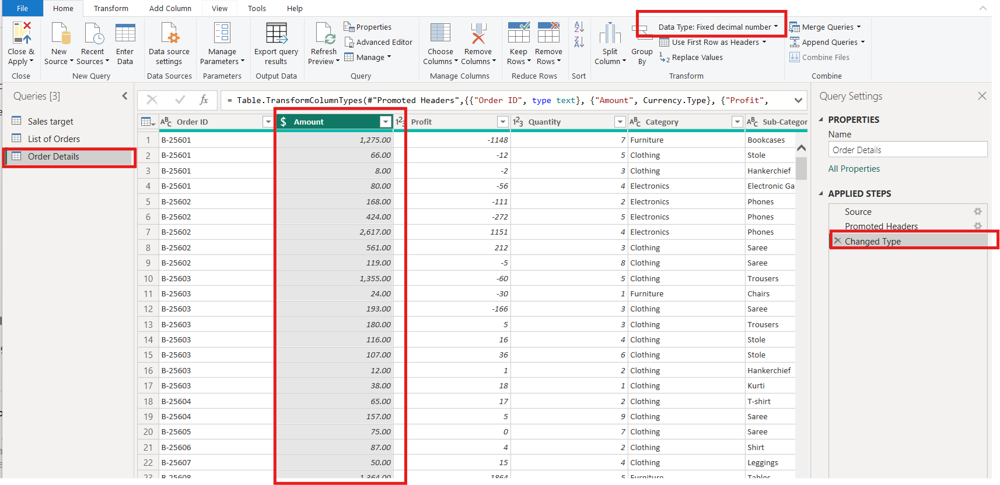 File Home Transform Add Column View Tools Help
Close & Apply
Close
New Source
Recent Sources
Enter Data
New Query
Data source settings
Data Sources
Manage Parameters
Parameters
Export query results
Output Data
Refresh Preview
Properties
Advanced Editor
Manage
Query
Choose Columns
Remove Columns
Manage Columns
Keep Rows
Remove Rows
Reduce Rows
Sort
Split Column
Group By
Data Type: Fixed decimal number
Use First Row as Headers
Replace Values
Transform
Merge Queries
Append Queries
Combine Files
Combine
Queries [3]
Sales target
List of Orders
Order Details
fx = Table.TransformColumnTypes(#"Promoted Headers",{{"Order ID", type text}, {"Amount", Currency.Type}, {"Profit",
ABC Order ID $ Amount 123 Profit 123 Quantity ABC Category ABC Sub-Categor
1 B-25601 1,275.00 -1148 7 Furniture Bookcases
2 B-25601 66.00 -12 5 Clothing Stole
3 B-25601 8.00 -2 3 Clothing Hankerchief
4 B-25601 80.00 -56 4 Electronics Electronic Ga
5 B-25602 168.00 -111 2 Electronics Phones
6 B-25602 424.00 -272 5 Electronics Phones
7 B-25602 2,617.00 1151 4 Electronics Phones
8 B-25602 561.00 212 3 Clothing Saree
9 B-25602 119.00 -5 8 Clothing Saree
10 B-25603 1,355.00 -60 5 Clothing Trousers
11 B-25603 24.00 -30 1 Furniture Chairs
12 B-25603 193.00 -166 3 Clothing Saree
13 B-25603 180.00 5 3 Clothing Trousers
14 B-25603 116.00 16 4 Clothing Stole
15 B-25603 107.00 36 6 Clothing Stole
16 B-25603 12.00 1 2 Clothing Hankerchief
17 B-25603 38.00 18 1 Clothing Kurti
18 B-25604 65.00 17 2 Clothing T-shirt
19 B-25604 157.00 5 9 Clothing Saree
20 B-25605 75.00 0 7 Clothing Saree
21 B-25606 87.00 4 2 Clothing Shirt
22 B-25607 50.00 15 4 Clothing Leggings
23 B-25608 1,364.00 1864 5 Furniture Tables
Query Settings
PROPERTIES
Name
Order Details
All Properties
APPLIED STEPS
Source
Promoted Headers
Changed Type